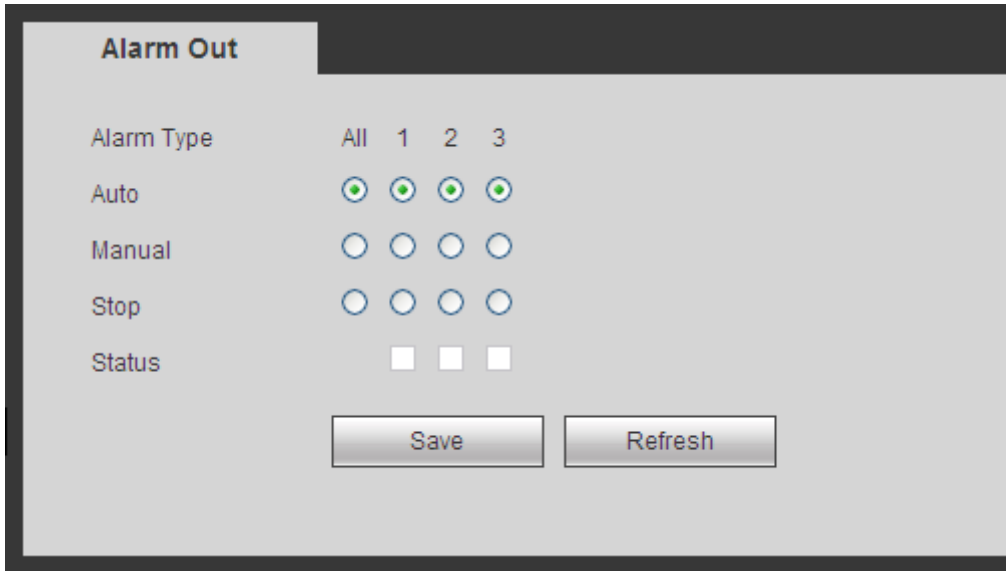 Alarm Out
Alarm Type All 1 2 3
Auto
Manual
Stop
Status
Save Refresh